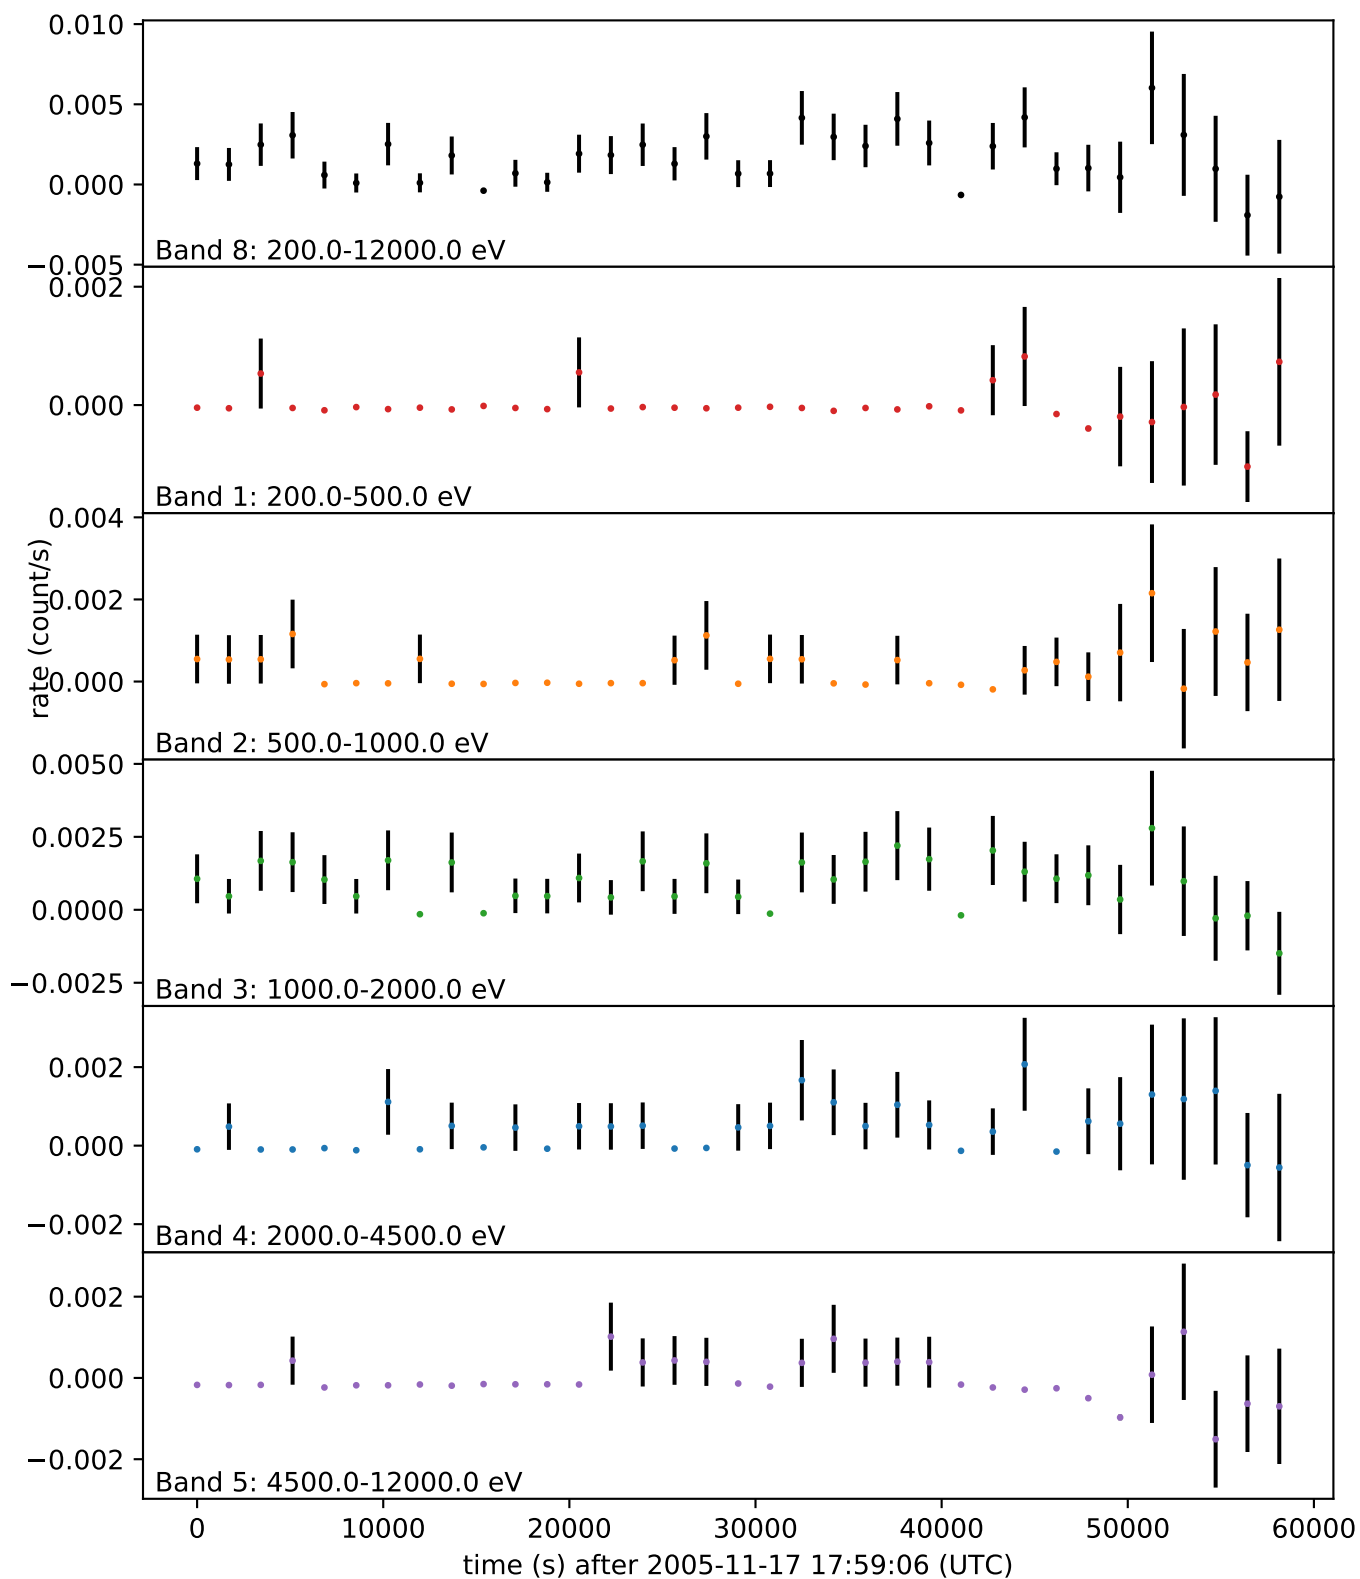 0.010
0.005
0.000
−0.005
Band 8: 200.0-12000.0 eV
0.002
0.000
Band 1: 200.0-500.0 eV
rate (count/s)
0.004
0.002
0.000
Band 2: 500.0-1000.0 eV
0.0050
0.0025
0.0000
−0.0025
Band 3: 1000.0-2000.0 eV
0.002
0.000
−0.002
Band 4: 2000.0-4500.0 eV
0.002
0.000
−0.002
Band 5: 4500.0-12000.0 eV
0 10000 20000 30000 40000 50000 60000
time (s) after 2005-11-17 17:59:06 (UTC)